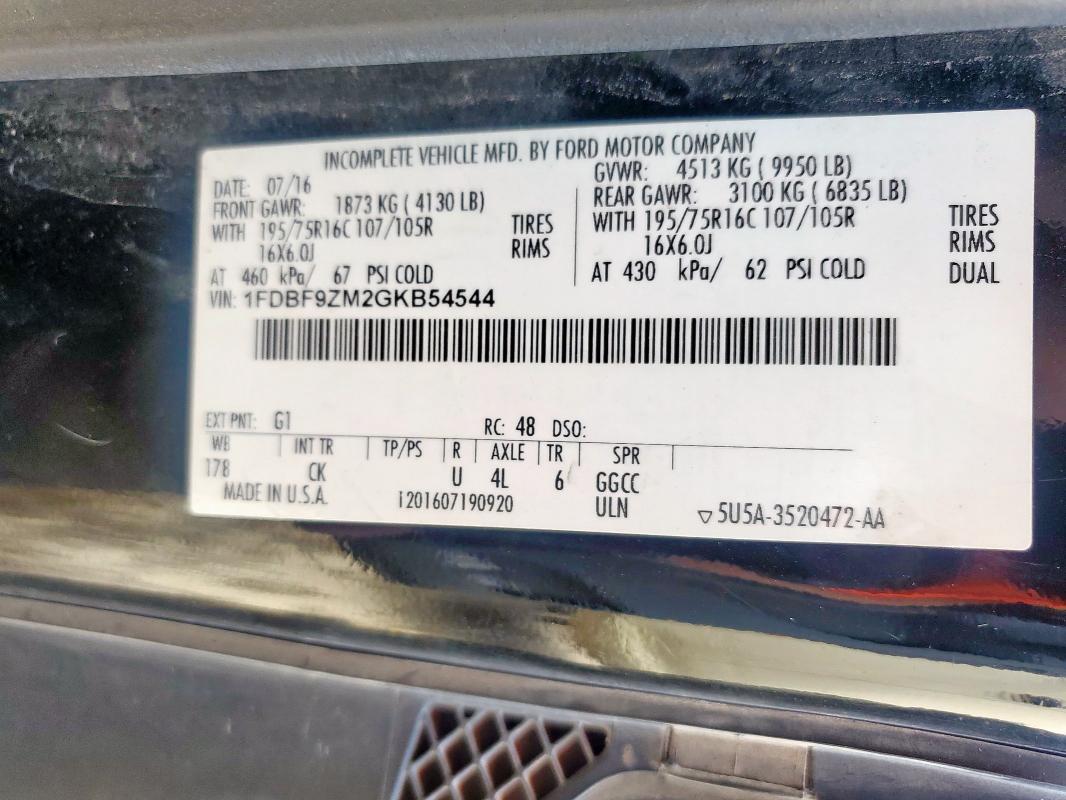 INCOMPLETE VEHICLE MFD. BY FORD MOTOR COMPANY
DATE: 07/16
GVWR: 4513 KG ( 9950 LB)
FRONT GAWR: 1873 KG ( 4130 LB)
REAR GAWR: 3100 KG ( 6835 LB)
WITH 195/75R16C 107/105R TIRES
WITH 195/75R16C 107/105R TIRES
16X6.0J RIMS
16X6.0J RIMS
AT 460 kPa/ 67 PSI COLD
AT 430 kPa/ 62 PSI COLD DUAL
VIN: 1FDBF9ZM2GKB54544
EXT PNT: G1 RC: 48 DSO:
WB INT TR TP/PS R AXLE TR SPR
178 CK U 4L 6 GGCC
MADE IN U.S.A. i201607190920 ULN ▽5U5A-3520472-AA